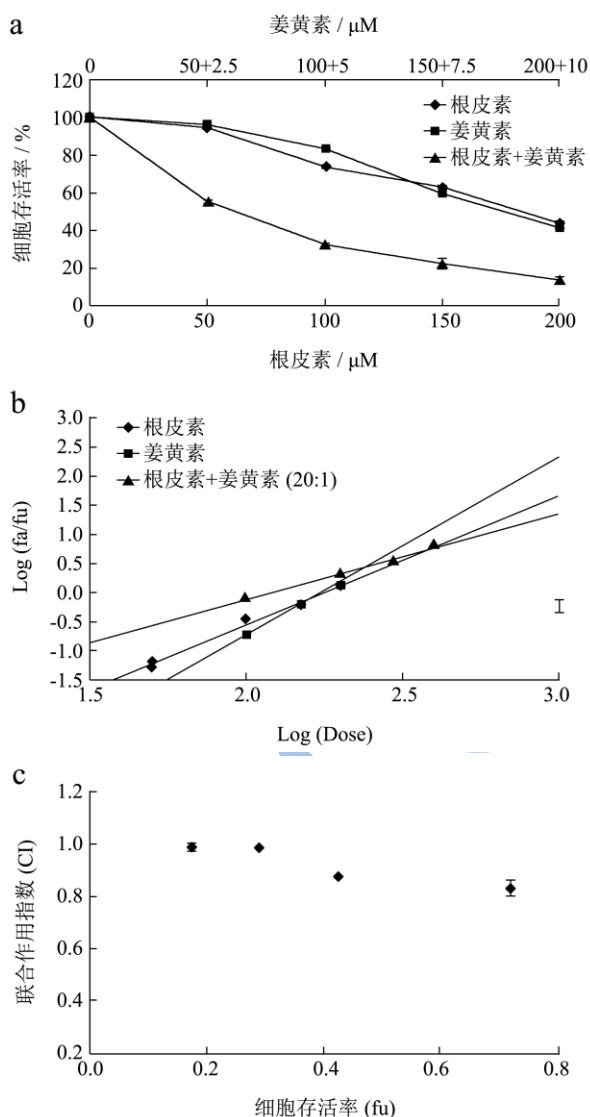 a
姜黄素 / μM
0 50+2.5 100+5 150+7.5 200+10
120
100
80
60
40
20
0
细胞存活率 / %
根皮素
姜黄素
根皮素+姜黄素
0 50 100 150 200
根皮素 / μM
b
3.0
2.5
2.0
1.5
1.0
0.5
0.0
-0.5
-1.0
-1.5
Log (fa/fu)
根皮素
姜黄素
根皮素+姜黄素 (20:1)
1.5 2.0 2.5 3.0
Log (Dose)
c
1.2
1.0
0.8
0.6
0.4
0.2
联合作用指数 (CI)
0.0 0.2 0.4 0.6 0.8
细胞存活率 (fu)